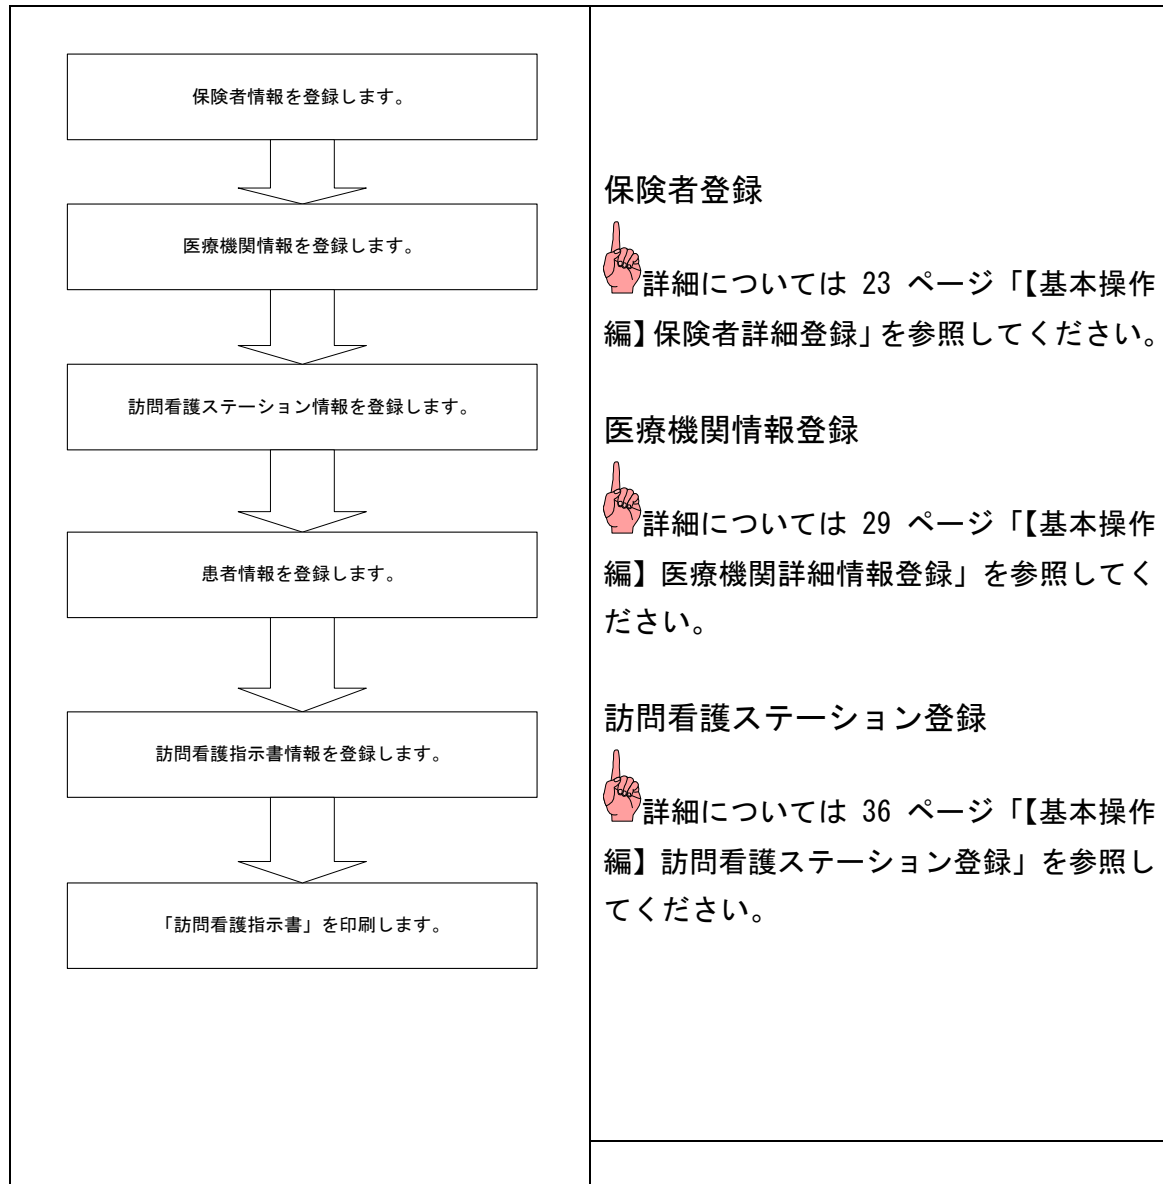 保険者情報を登録します。
医療機関情報を登録します。
訪問看護ステーション情報を登録します。
患者情報を登録します。
訪問看護指示書情報を登録します。
「訪問看護指示書」を印刷します。
保険者登録
詳細については 23 ページ「【基本操作
編】保険者詳細登録」を参照してください。
医療機関情報登録
詳細については 29 ページ「【基本操作
編】医療機関詳細情報登録」を参照してく
ださい。
訪問看護ステーション登録
詳細については 36 ページ「【基本操作
編】訪問看護ステーション登録」を参照し
てください。